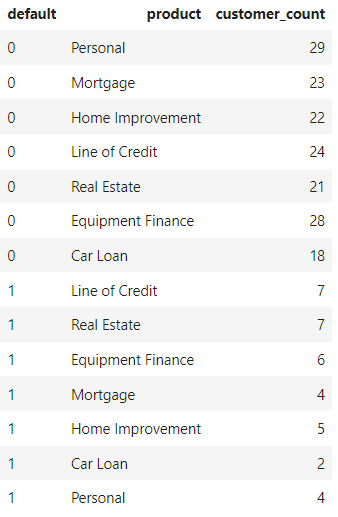 default product customer_count
0 Personal 29
0 Mortgage 23
0 Home Improvement 22
0 Line of Credit 24
0 Real Estate 21
0 Equipment Finance 28
0 Car Loan 18
1 Line of Credit 7
1 Real Estate 7
1 Equipment Finance 6
1 Mortgage 4
1 Home Improvement 5
1 Car Loan 2
1 Personal 4